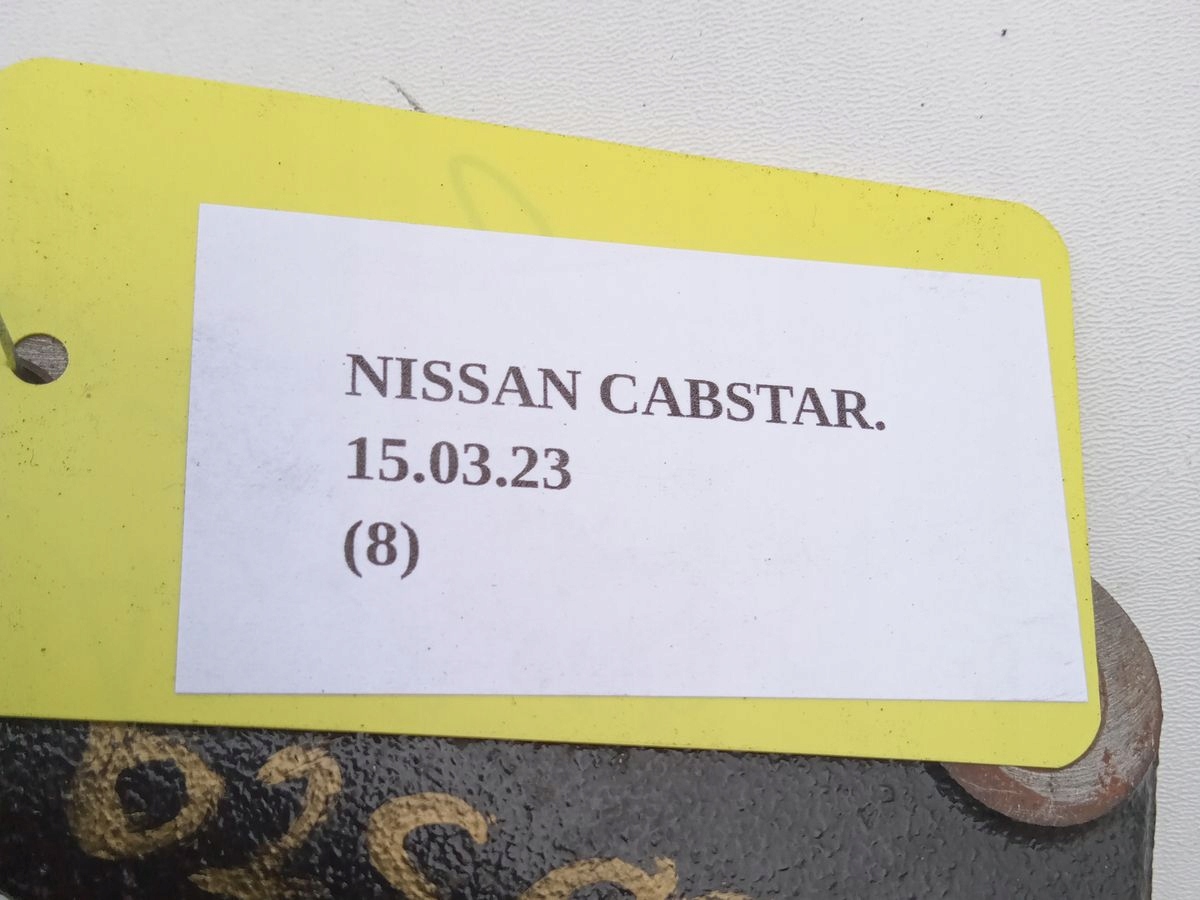 NISSAN CABSTAR.
15.03.23
(8)